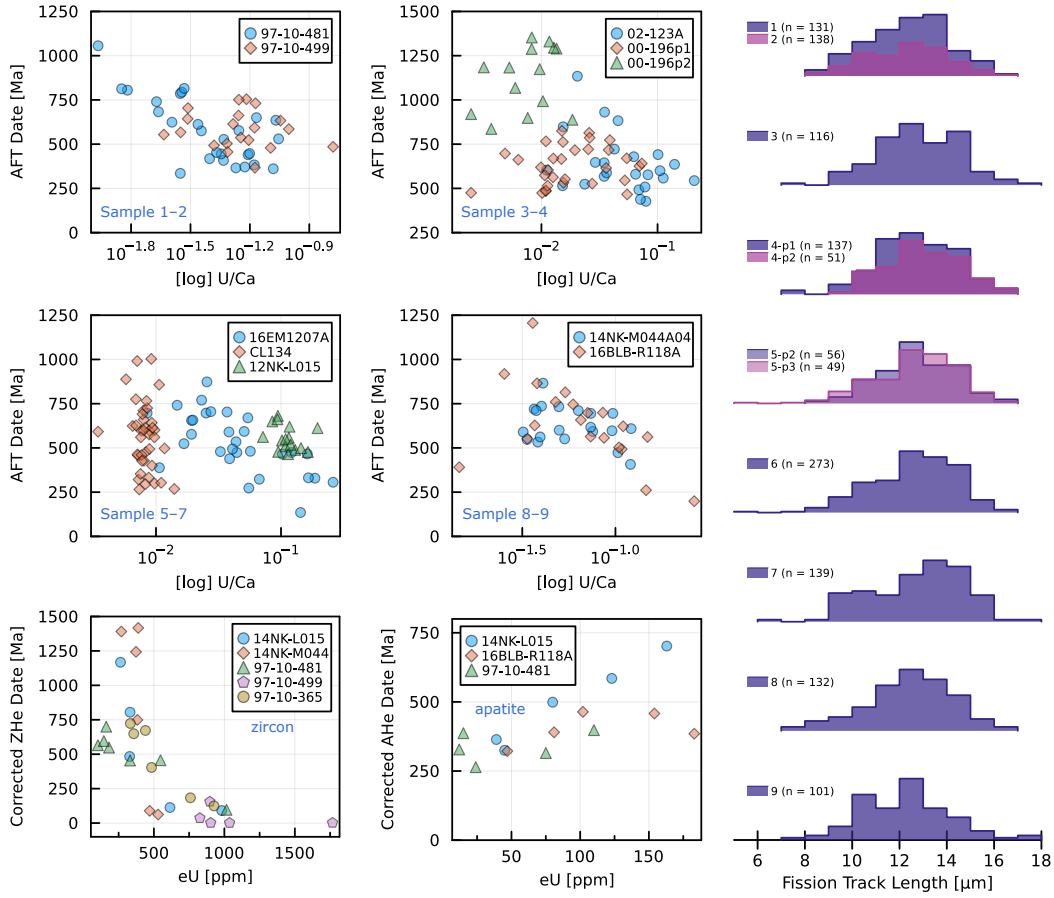 1250
1000
750
500
250
0
AFT Date [Ma]
97-10-481
97-10-499
Sample 1–2
10⁻¹·⁸
10⁻¹·⁵
10⁻¹·²
10⁻⁰·⁹
[log] U/Ca
1500
1250
1000
750
500
250
AFT Date [Ma]
02-123A
00-196p1
00-196p2
Sample 3–4
10⁻²
10⁻¹
[log] U/Ca
1250
1000
750
500
250
0
AFT Date [Ma]
16EM1207A
CL134
12NK-L015
Sample 5–7
10⁻²
10⁻¹
[log] U/Ca
1250
1000
750
500
250
0
AFT Date [Ma]
14NK-M044A04
16BLB-R118A
Sample 8–9
10⁻¹·⁵
10⁻¹·⁰
[log] U/Ca
1500
1250
1000
750
500
250
0
Corrected ZHe Date [Ma]
14NK-L015
14NK-M044
97-10-481
97-10-499
97-10-365
zircon
500
1000
1500
eU [ppm]
750
500
250
0
Corrected AHe Date [Ma]
14NK-L015
16BLB-R118A
97-10-481
apatite
50
100
150
eU [ppm]
1 (n = 131)
2 (n = 138)
3 (n = 116)
4-p1 (n = 137)
4-p2 (n = 51)
5-p2 (n = 56)
5-p3 (n = 49)
6 (n = 273)
7 (n = 139)
8 (n = 132)
9 (n = 101)
6
8
10
12
14
16
18
Fission Track Length [μm]